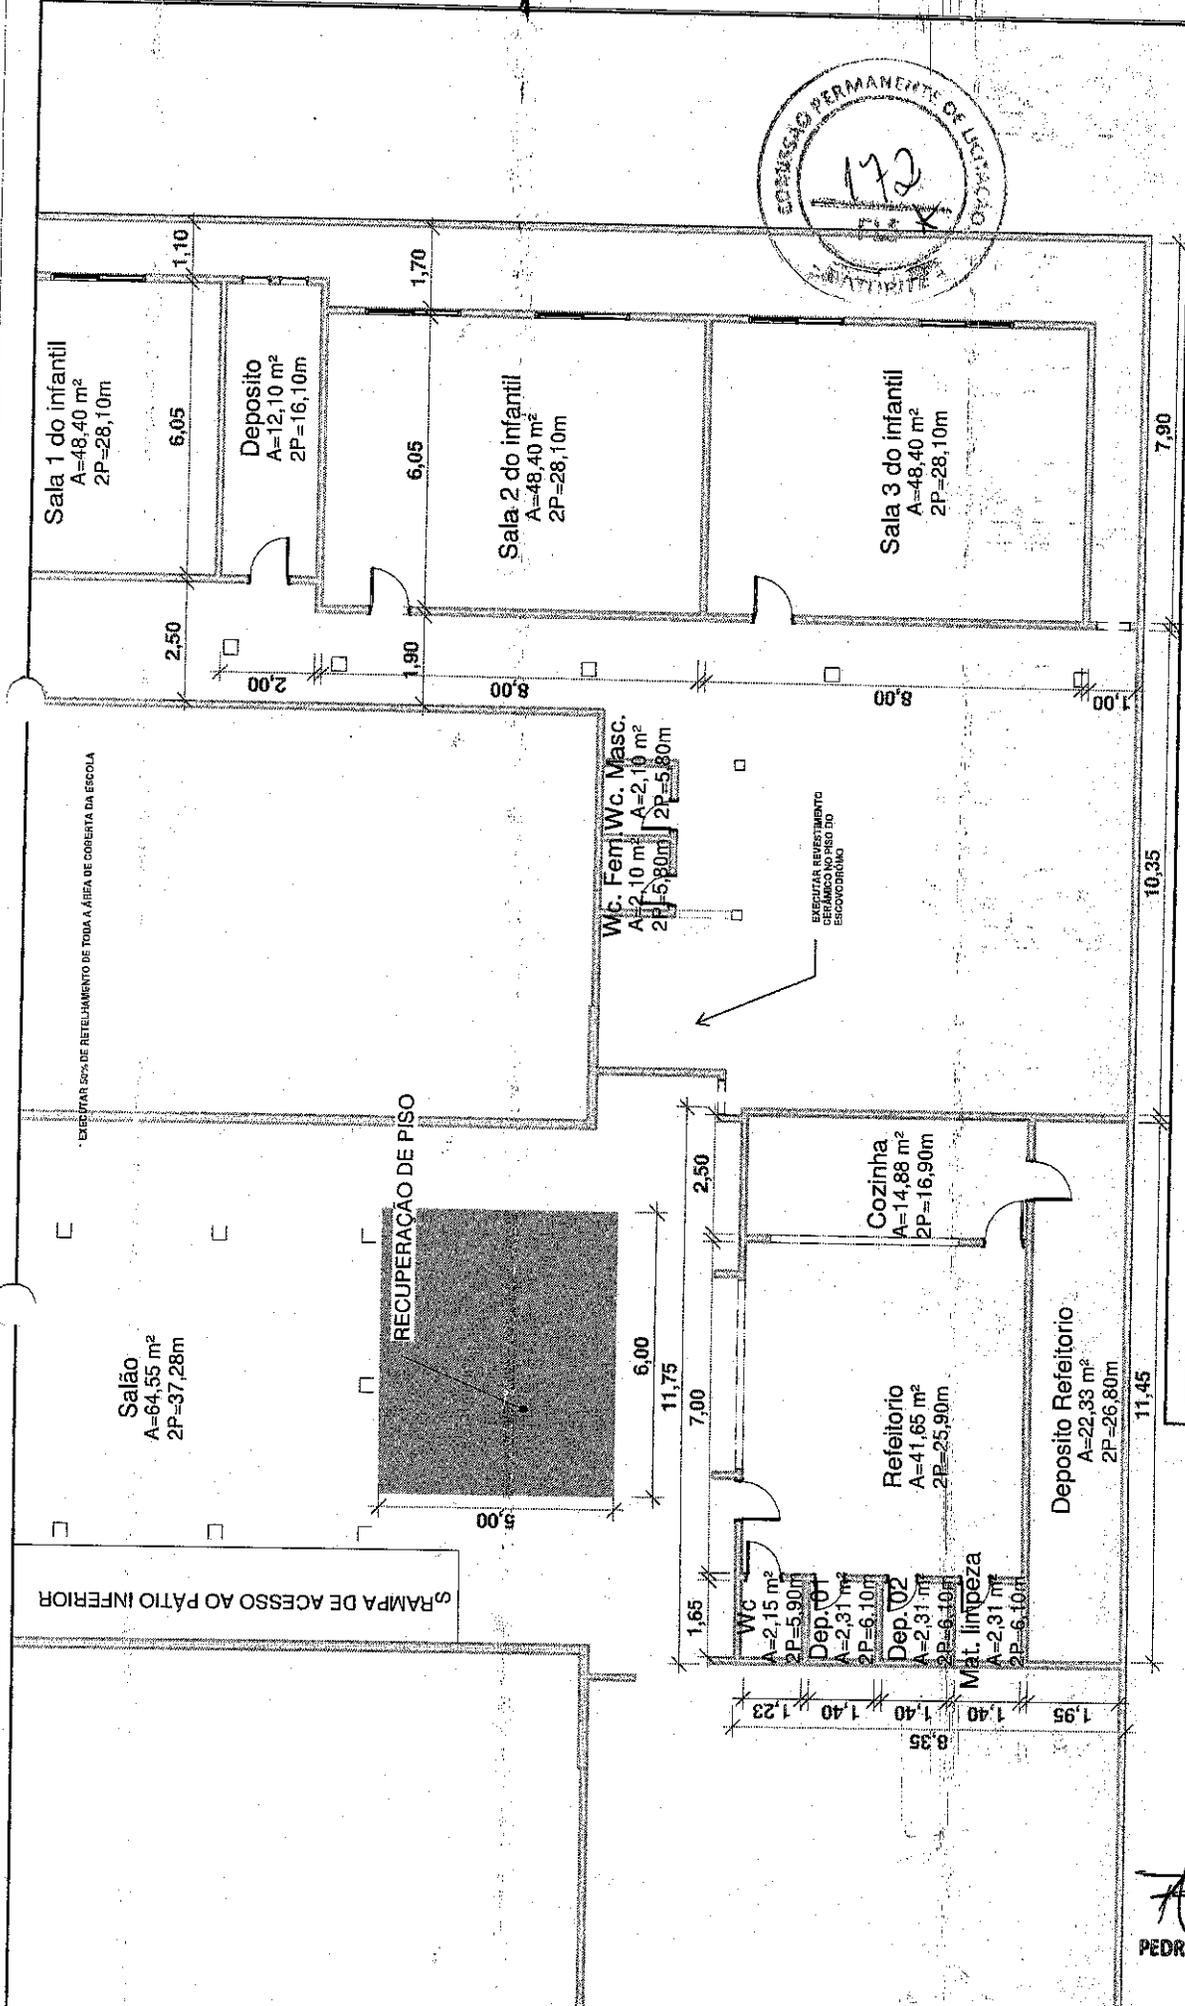 COMISSÃO PERMANENTE DE LICITAÇÃO
172
FLS
BATURITE
Sala 1 do infantil
A=48,40 m²
2P=28,10m
Deposito
A=12,10 m²
2P=16,10m
Sala 2 do infantil
A=48,40 m²
2P=28,10m
Sala 3 do infantil
A=48,40 m²
2P=28,10m
1,10
6,05
2,50
1,70
6,05
1,90
2,00
8,00
8,00
1,00
7,90
10,35
11,45
* EXECUTAR 50% DE RETELHAMENTO DE TODA A ÁREA DE COBERTA DA ESCOLA
Wc. Masc.
A=2,10 m²
2P=5,80m
Wc. Fem.
A=2,10 m²
2P=5,80m
EXECUTAR REVESTIMENTO
CERÂMICO NO PISO DO
ESCOVODRÓMO
RECUPERAÇÃO DE PISO
Salão
A=64,55 m²
2P=37,28m
5,00
6,00
11,75
2,50
7,00
1,65
RAMPA DE ACESSO AO PÁTIO INFERIOR
S
Cozinha
A=14,88 m²
2P=16,90m
Refeitorio
A=41,65 m²
2P=25,90m
Deposito Refeitorio
A=22,33 m²
2P=26,80m
Wc
A=2,15 m²
2P=5,90m
Dep. 01
A=2,31 m²
2P=6,10m
Dep. 02
A=2,31 m²
2P=6,10m
Mat. limpeza
A=2,31 m²
2P=6,10m
1,23
1,40
1,40
1,40
1,95
8,35
PEDR